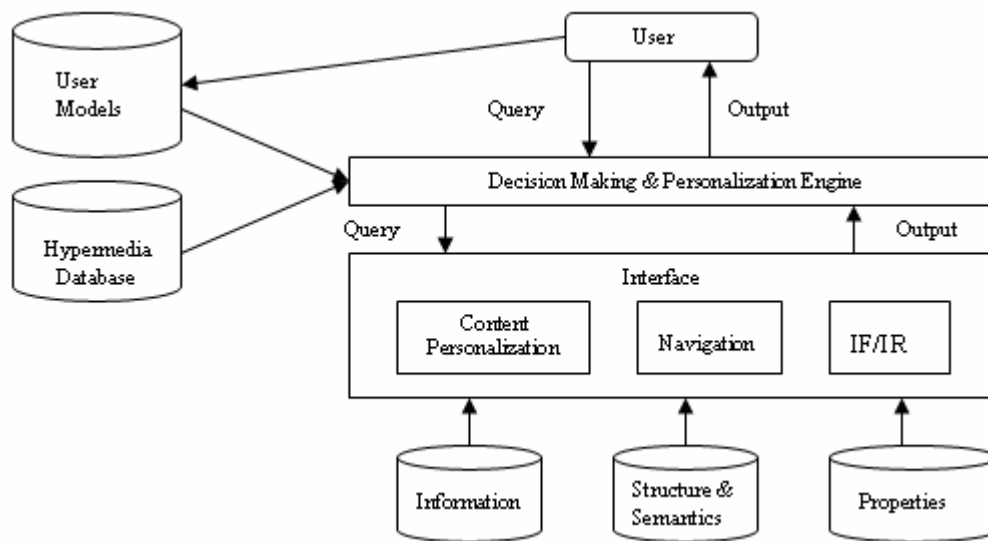 User
Models
User
Query
Output
Decision Making & Personalization Engine
Hypermedia
Database
Query
Output
Interface
Content
Personalization
Navigation
IF/IR
Information
Structure &
Semantics
Properties